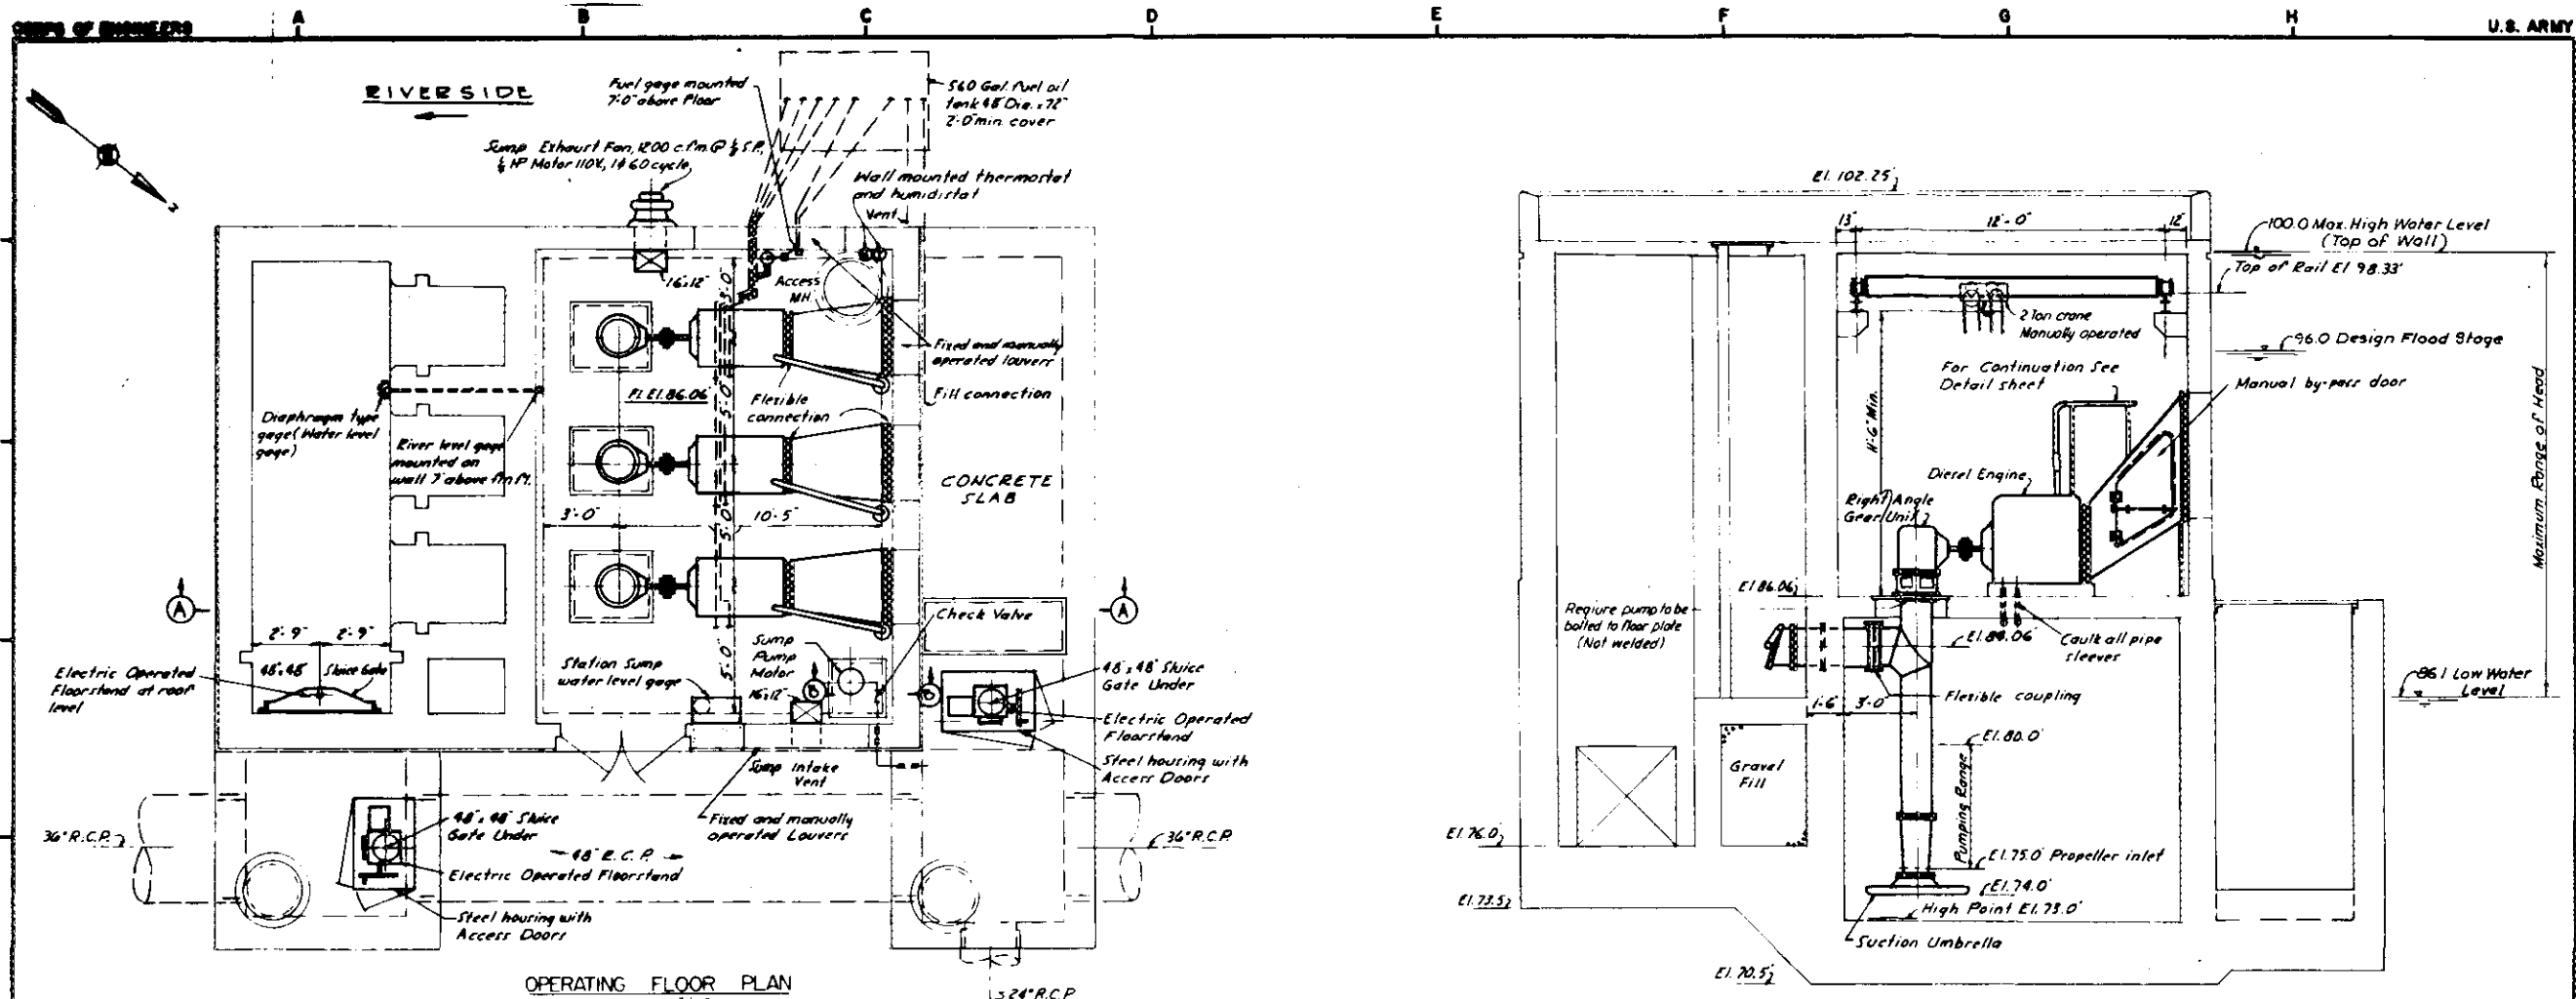 CORPS OF ENGINEERS
U.S. ARMY
A
B
C
D
E
F
G
H
RIVERSIDE
Fuel gage mounted
7'-0" above Floor
560 Gal. Fuel oil
tank 48" Dia. x 72"
2'-0" min. cover
Sump Exhaust Fan, 1200 c.f.m. @
HP Motor 110V, 1ϕ 60 cycle
Wall mounted thermostat
and humidistat
Vent
16x12"
Access
MH
5'-0"
Fixed and manually
operated louvers
Fl. El. 86.06
5'-0"
Flexible
connection
Fill connection
Diaphragm type
gage (Water level
gage)
River level gage
mounted on
wall 7' above fin fl.
CONCRETE
SLAB
3'-0"
10'-5"
5'-0"
A
A
Check Valve
2'-9"
2'-9"
Electric Operated
Floorstand at roof
level
48"x48"
Sluice Gate
Station Sump
water level gage
5'-0"
Sump
Pump
Motor
16x12"
B
B
48"x48" Sluice
Gate Under
Electric Operated
Floorstand
Steel housing with
Access Doors
Sump Intake
Vent
Fixed and manually
operated Louvers
36" R.C.P.
48"x48" Sluice
Gate Under
48" R.C.P.
Electric Operated Floorstand
36" R.C.P.
Steel housing with
Access Doors
OPERATING FLOOR PLAN
24" R.C.P.
El. 102.25
13"
12'-0"
12"
100.0 Max. High Water Level
(Top of Wall)
Top of Rail El 98.33'
2 Ton crane
Manually operated
96.0 Design Flood Stage
For Continuation See
Detail sheet
Manual by-pass door
11'-6" Min.
Maximum Range of Head
Diesel Engine
Right Angle
Gear Unit
El. 86.06
Reqiure pump to be
bolted to floor plate
(Not welded)
El. 84.06
Caulk all pipe
sleeves
86.1 Low Water
Level
Flexible coupling
1'-6"
3'-0"
El. 80.0'
Gravel
Fill
Pumping Range
El. 76.0
El. 75.0' Propeller inlet
El. 74.0'
El. 73.5
High Point El. 73.0'
Suction Umbrella
El. 70.5